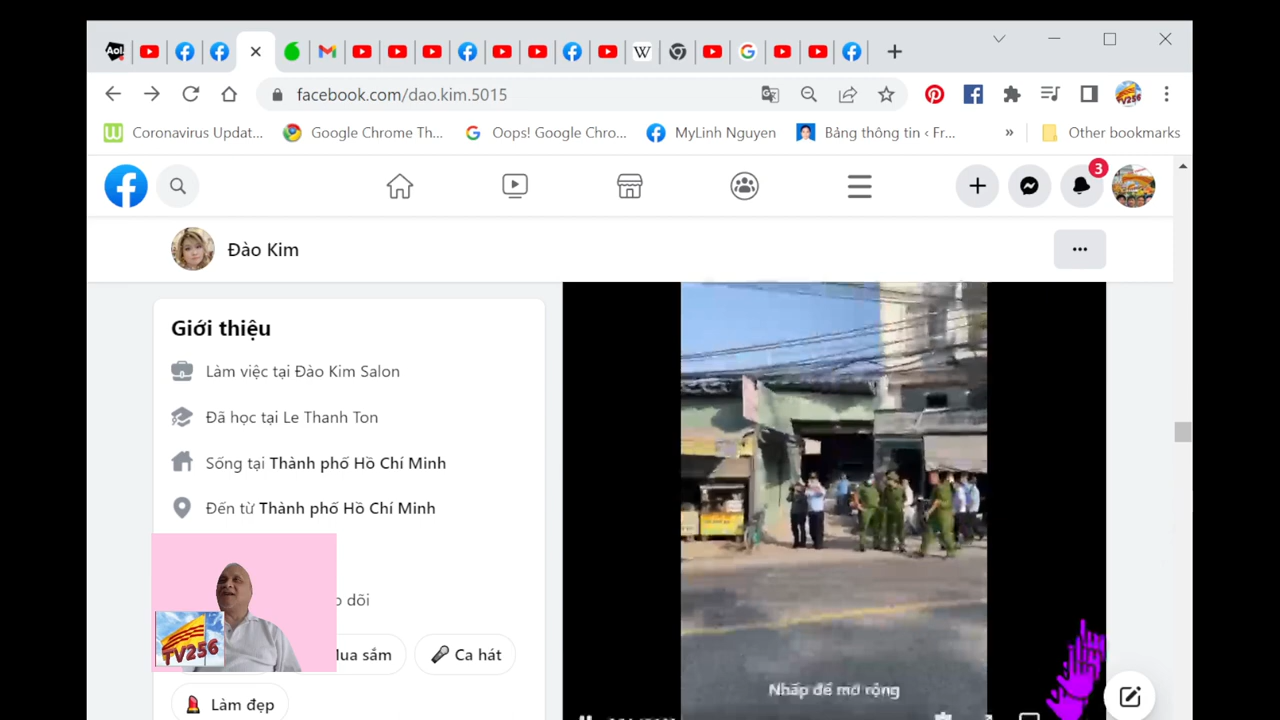 Aol.
W
G
facebook.com/dao.kim.5015
Coronavirus Updat...
Google Chrome Th...
Oops! Google Chro...
MyLinh Nguyen
Bảng thông tin ‹ Fr...
»
Other bookmarks
3
Đào Kim
Giới thiệu
Làm việc tại Đào Kim Salon
Đã học tại Le Thanh Ton
Sống tại Thành phố Hồ Chí Minh
Đến từ Thành phố Hồ Chí Minh
dõi
sắm
Ca hát
Làm đẹp
TV256
Nhấp để mở rộng